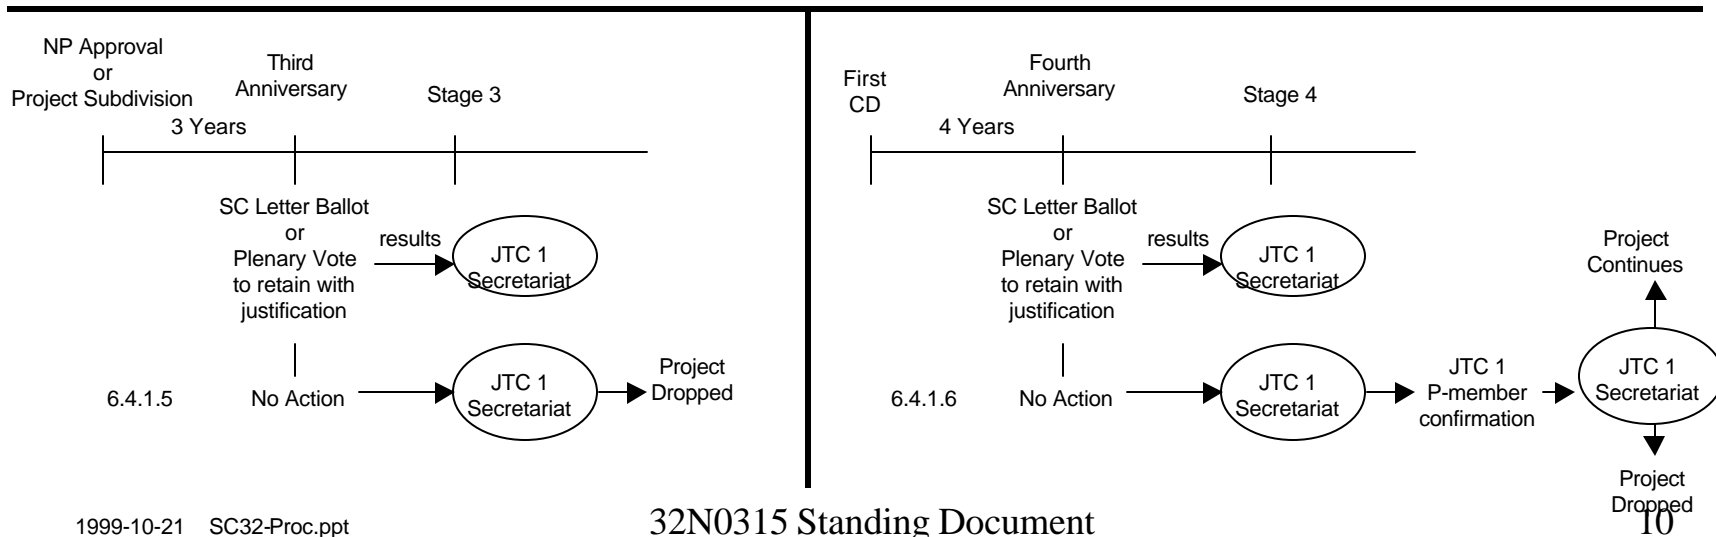 NP Approval
or
Project Subdivision
Third
Anniversary
Stage 3
3 Years
SC Letter Ballot
or
Plenary Vote
to retain with
justification
results
JTC 1
Secretariat
6.4.1.5
No Action
JTC 1
Secretariat
Project
Dropped
First
CD
Fourth
Anniversary
Stage 4
4 Years
SC Letter Ballot
or
Plenary Vote
to retain with
justification
results
JTC 1
Secretariat
6.4.1.6
No Action
JTC 1
Secretariat
JTC 1
P-member
confirmation
Project
Continues
JTC 1
Secretariat
Project
Dropped
1999-10-21 SC32-Proc.ppt
32N0315 Standing Document
10